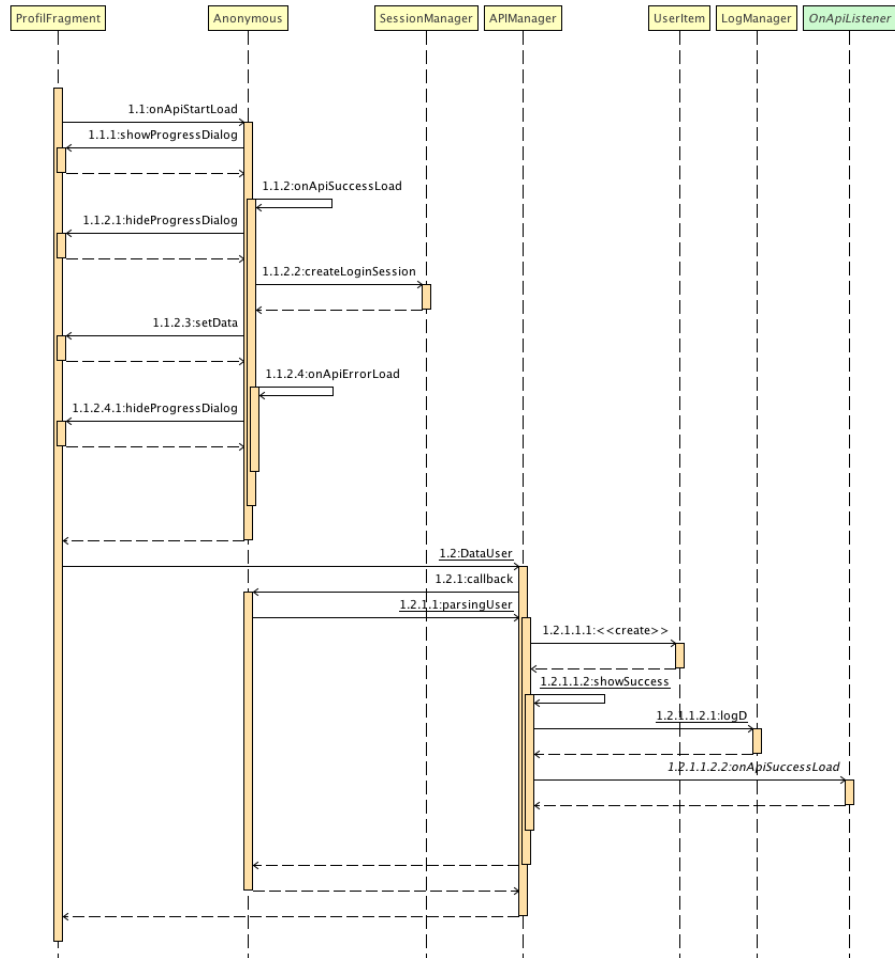 ProfilFragment
Anonymous
SessionManager
APIManager
UserItem
LogManager
OnApiListener
1.1:onApiStartLoad
1.1.1:showProgressDialog
1.1.2:onApiSuccessLoad
1.1.2.1:hideProgressDialog
1.1.2.2:createLoginSession
1.1.2.3:setData
1.1.2.4:onApiErrorLoad
1.1.2.4.1:hideProgressDialog
1.2:DataUser
1.2.1:callback
1.2.1.1:parsingUser
1.2.1.1.1:<<create>>
1.2.1.1.2:showSuccess
1.2.1.1.2.1:logD
1.2.1.1.2.2:onApiSuccessLoad